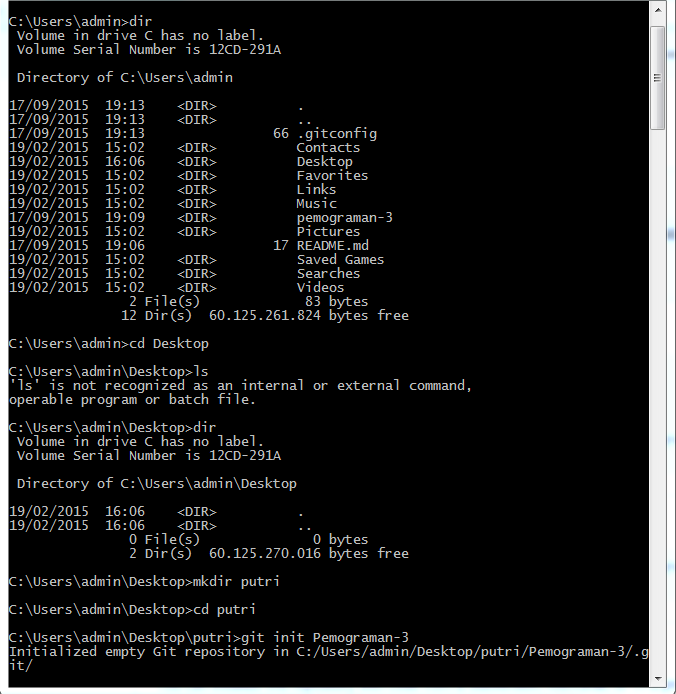 C:\Users\admin>dir
 Volume in drive C has no label.
 Volume Serial Number is 12CD-291A

 Directory of C:\Users\admin

17/09/2015  19:13    <DIR>          .
17/09/2015  19:13    <DIR>          ..
17/09/2015  19:13                66 .gitconfig
19/02/2015  15:02    <DIR>          Contacts
19/02/2015  16:06    <DIR>          Desktop
19/02/2015  15:02    <DIR>          Favorites
19/02/2015  15:02    <DIR>          Links
19/02/2015  15:02    <DIR>          Music
17/09/2015  19:09    <DIR>          pemograman-3
19/02/2015  15:02    <DIR>          Pictures
17/09/2015  19:06                17 README.md
19/02/2015  15:02    <DIR>          Saved Games
19/02/2015  15:02    <DIR>          Searches
19/02/2015  15:02    <DIR>          Videos
               2 File(s)             83 bytes
              12 Dir(s)  60.125.261.824 bytes free

C:\Users\admin>cd Desktop

C:\Users\admin\Desktop>ls
'ls' is not recognized as an internal or external command,
operable program or batch file.

C:\Users\admin\Desktop>dir
 Volume in drive C has no label.
 Volume Serial Number is 12CD-291A

 Directory of C:\Users\admin\Desktop

19/02/2015  16:06    <DIR>          .
19/02/2015  16:06    <DIR>          ..
               0 File(s)              0 bytes
               2 Dir(s)  60.125.270.016 bytes free

C:\Users\admin\Desktop>mkdir putri

C:\Users\admin\Desktop>cd putri

C:\Users\admin\Desktop\putri>git init Pemograman-3
Initialized empty Git repository in C:/Users/admin/Desktop/putri/Pemograman-3/.g
it/